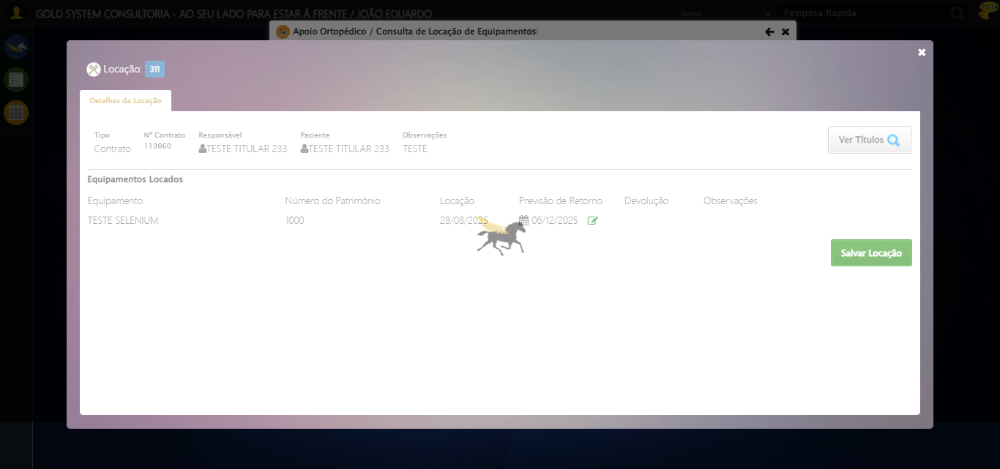 GOLD SYSTEM CONSULTORIA - AO SEU LADO PARA ESTAR À FRENTE / JOÃO EDUARDO
Nome
Pesquisa Rapida
203
Apoio Ortopédico / Consulta de Locação de Equipamentos
Locação: 311
Detalhes da Locação
Tipo Nº Contrato Responsável Paciente Observações
Contrato 113060 TESTE TITULAR 233 TESTE TITULAR 233 TESTE
Ver Títulos
Equipamentos Locados
Equipamento Número do Patrimônio Locação Previsão de Retorno Devolução Observações
TESTE SELENIUM 1000 28/08/2025 06/12/2025
Salvar Locação